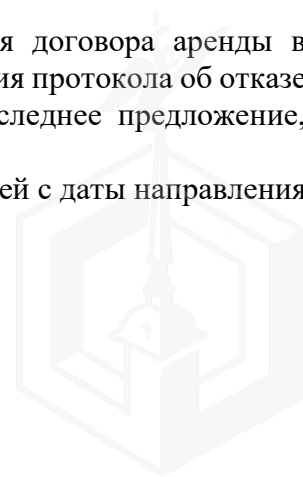 я договора аренды в
ия протокола об отказе
следнее предложение,
ей с даты направления